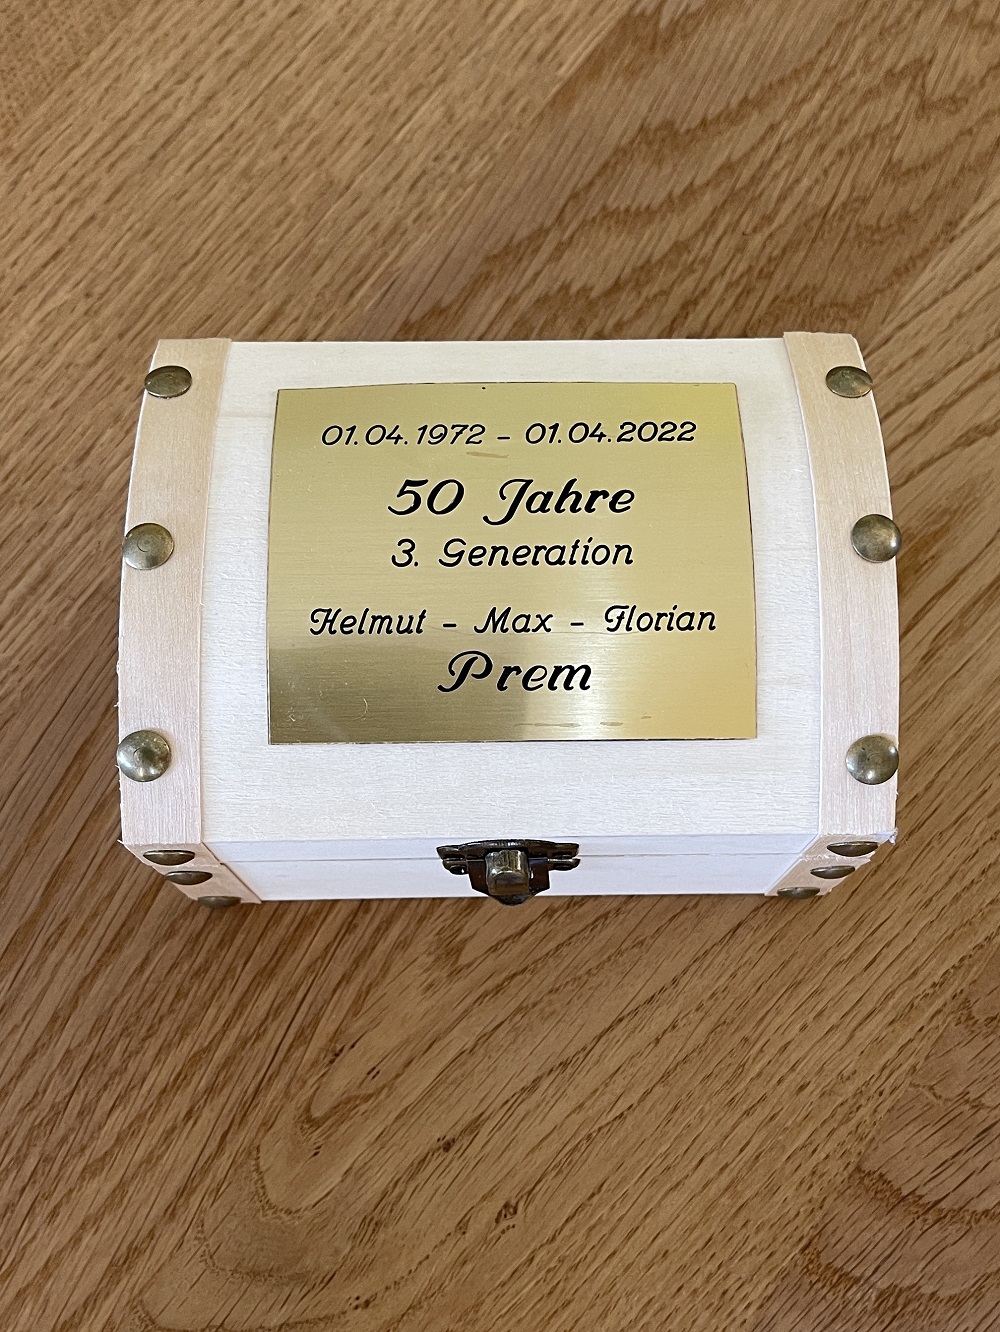 01.04.1972 - 01.04.2022
50 Jahre
3. Generation
Helmut - Max - Florian
Prem